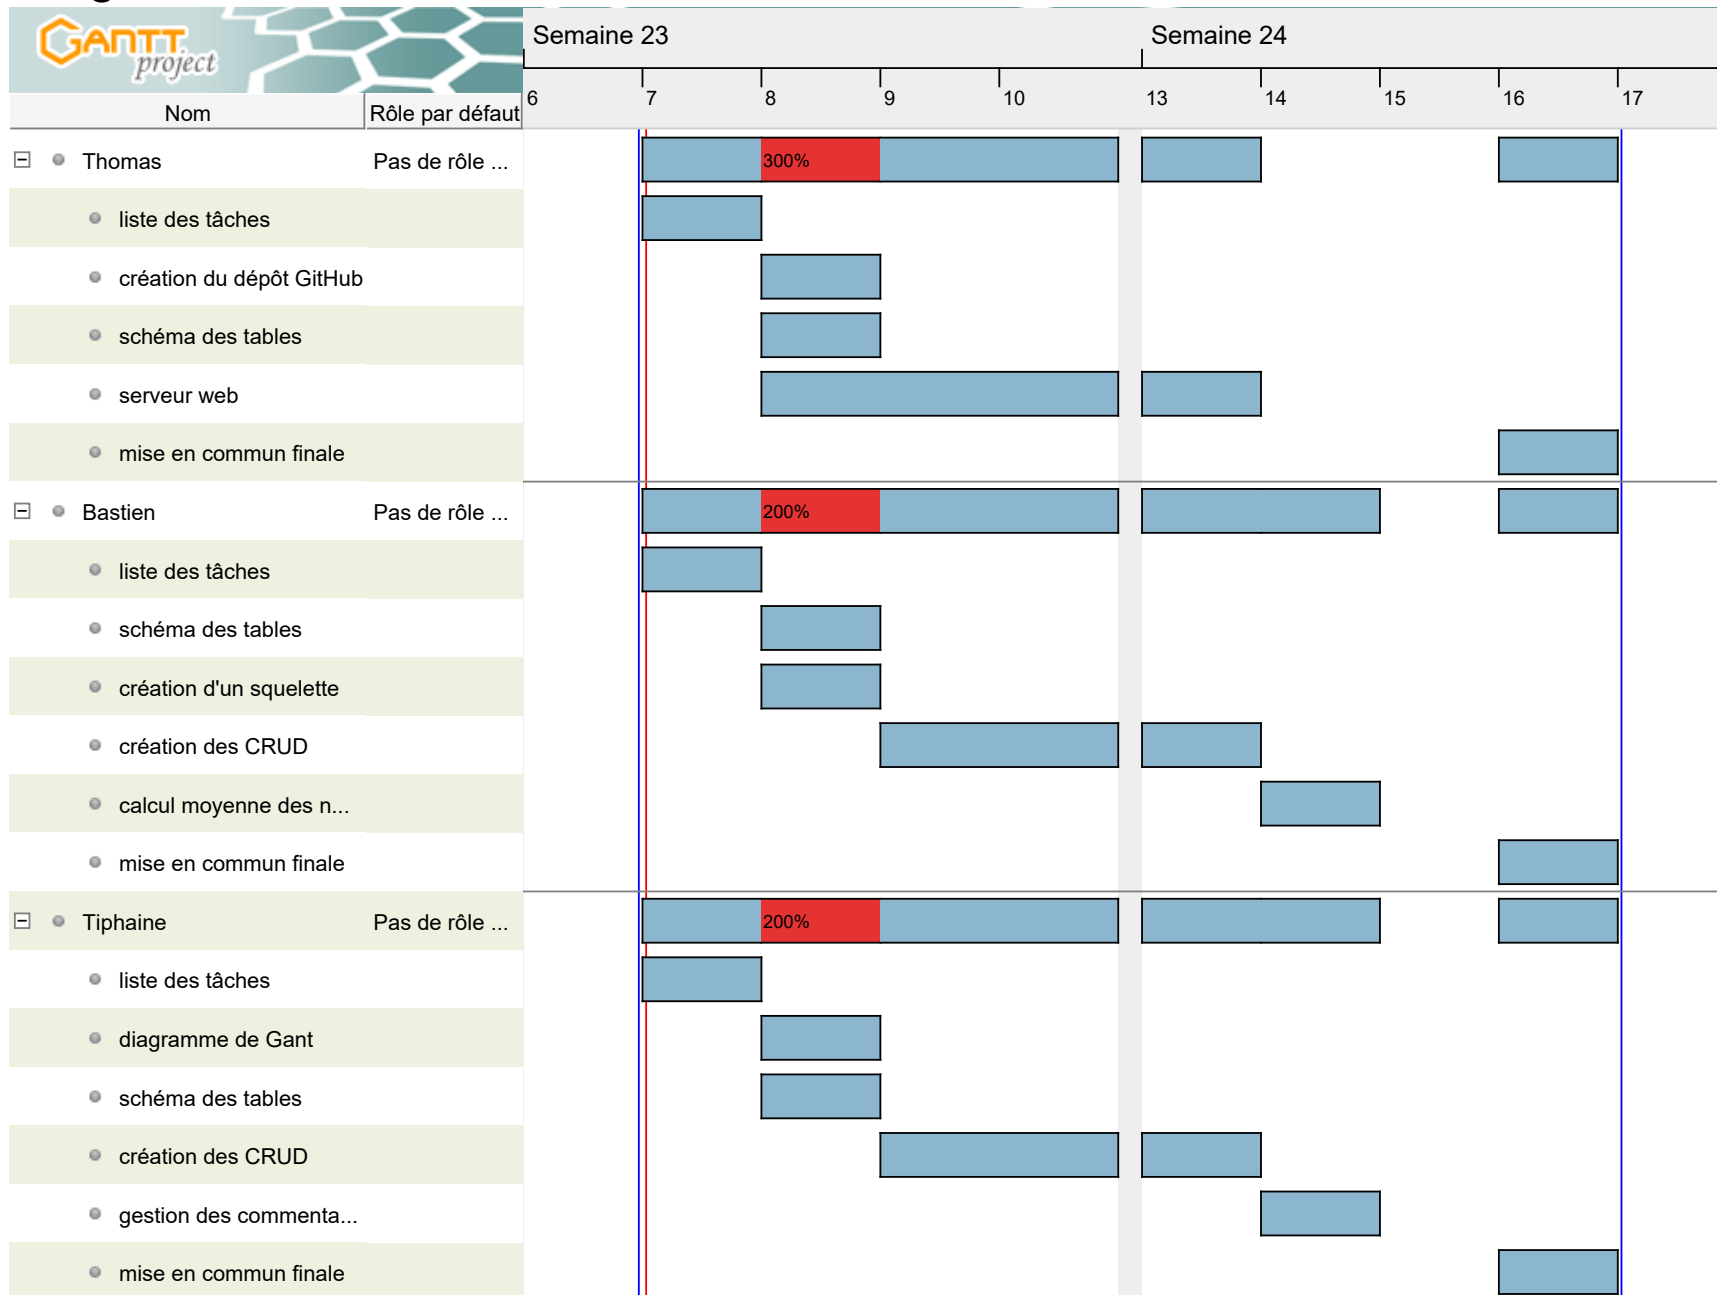 GANTT
project
Semaine 23 Semaine 24
Nom Rôle par défaut 6 7 8 9 10 13 14 15 16 17
Thomas Pas de rôle ... 300%
liste des tâches
création du dépôt GitHub
schéma des tables
serveur web
mise en commun finale
Bastien Pas de rôle ... 200%
liste des tâches
schéma des tables
création d'un squelette
création des CRUD
calcul moyenne des n...
mise en commun finale
Tiphaine Pas de rôle ... 200%
liste des tâches
diagramme de Gant
schéma des tables
création des CRUD
gestion des commenta...
mise en commun finale